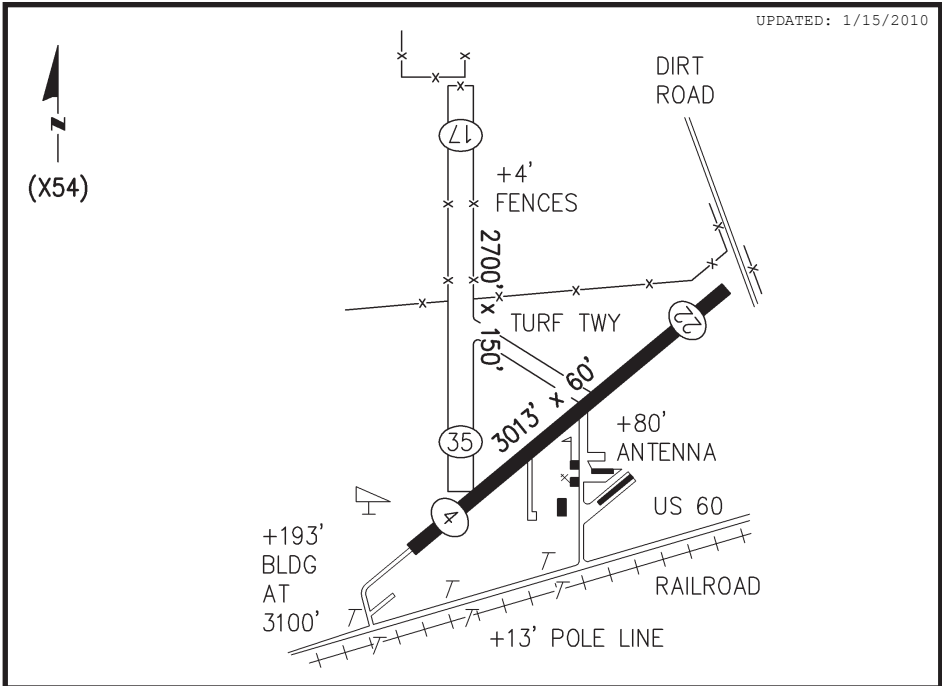 UPDATED: 1/15/2010
N
(X54)
DIRT
ROAD
17
+4'
FENCES
2700' x 150'
TURF TWY
22
3013' x 60'
35
+80'
ANTENNA
4
US 60
+193'
BLDG
AT
3100'
RAILROAD
+13' POLE LINE